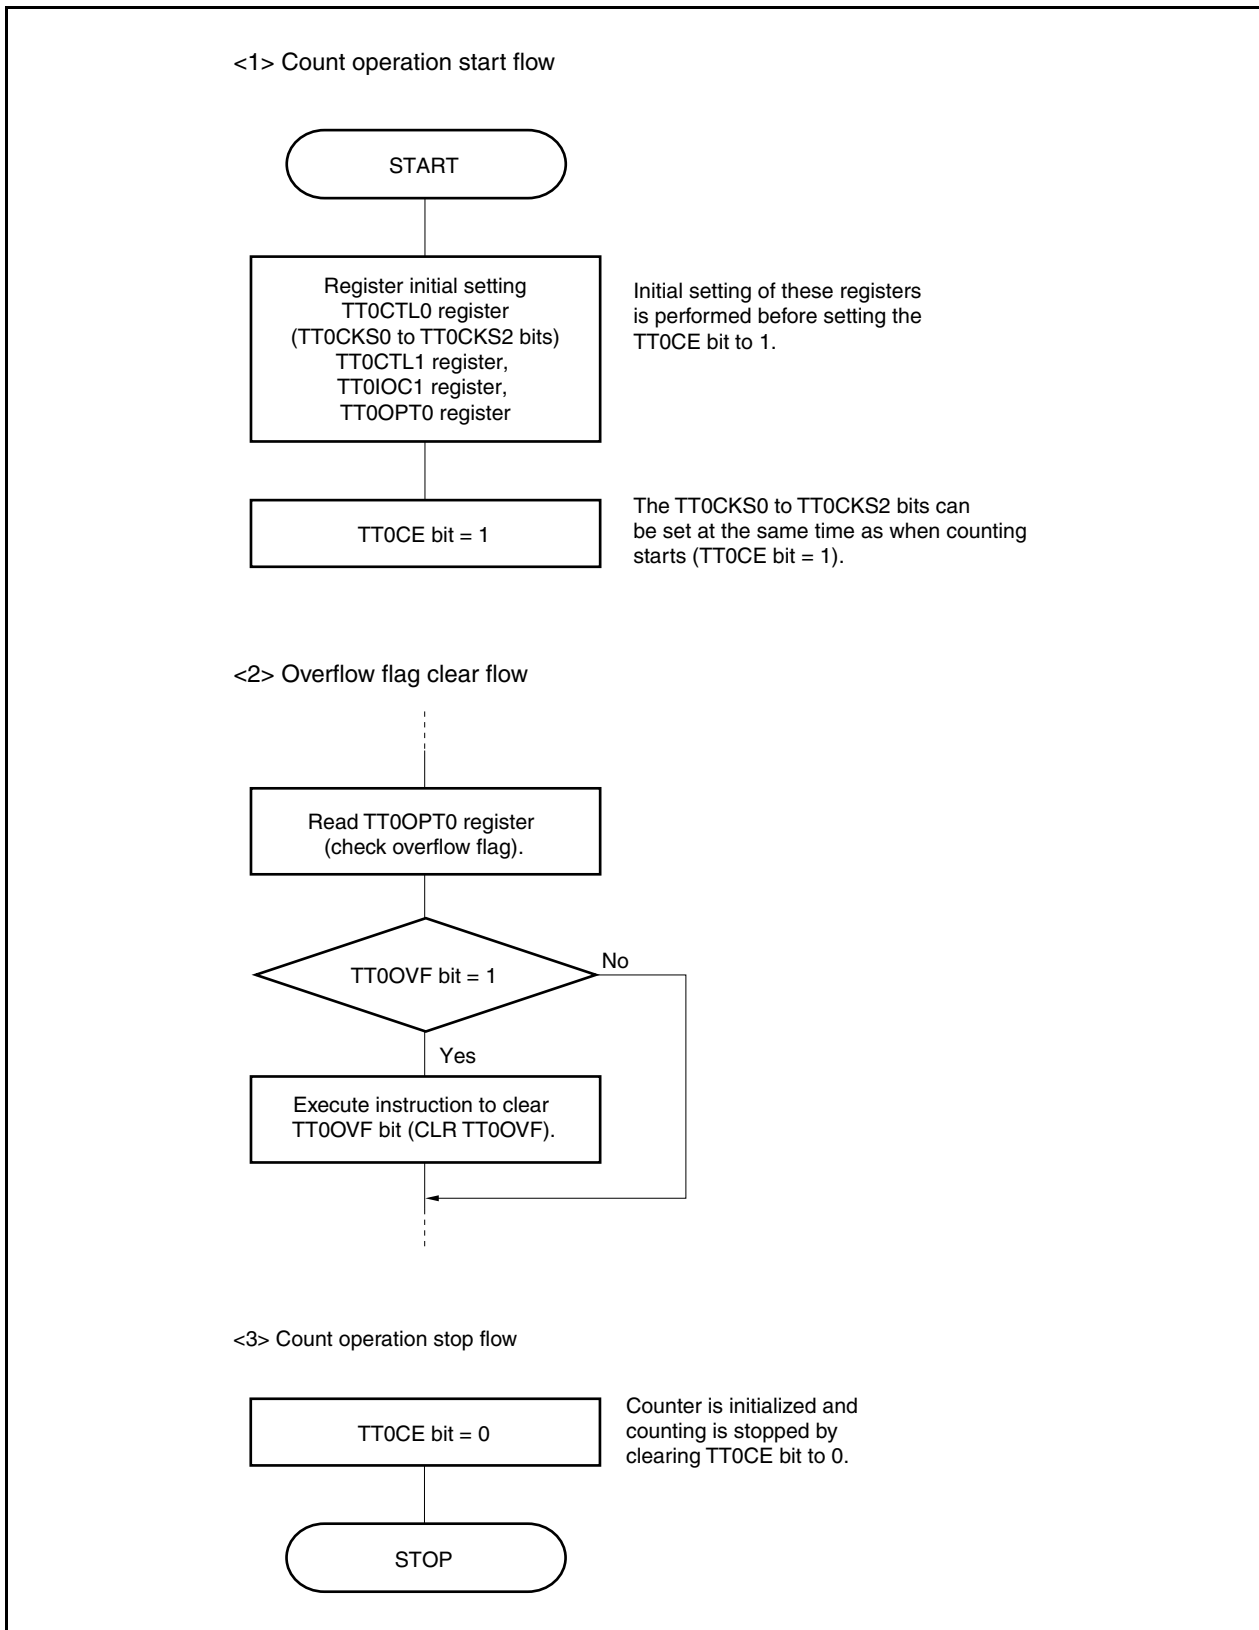 <1> Count operation start flow
START
Register initial setting
TT0CTL0 register
(TT0CKS0 to TT0CKS2 bits)
TT0CTL1 register,
TT0IOC1 register,
TT0OPT0 register
Initial setting of these registers
is performed before setting the
TT0CE bit to 1.
TT0CE bit = 1
The TT0CKS0 to TT0CKS2 bits can
be set at the same time as when counting
starts (TT0CE bit = 1).
<2> Overflow flag clear flow
Read TT0OPT0 register
(check overflow flag).
TT0OVF bit = 1
No
Yes
Execute instruction to clear
TT0OVF bit (CLR TT0OVF).
<3> Count operation stop flow
TT0CE bit = 0
Counter is initialized and
counting is stopped by
clearing TT0CE bit to 0.
STOP